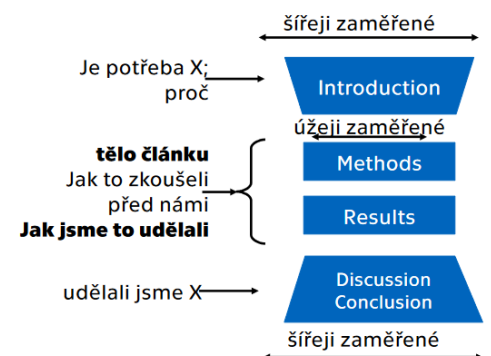 šířeji zaměřené
Je potřeba X;
proč
Introduction
úžeji zaměřené
tělo článku
Jak to zkoušeli
před námi
Jak jsme to udělali
Methods
Results
udělali jsme X
Discussion
Conclusion
šířeji zaměřené